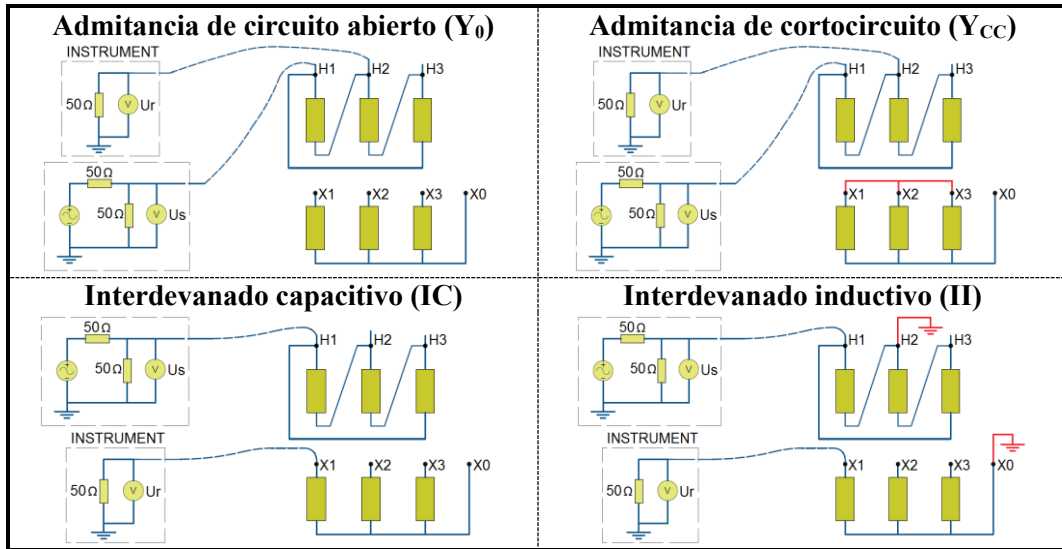 Admitancia de circuito abierto (Y₀)
INSTRUMENT
50Ω
V
Ur
H1
H2
H3
50Ω
50Ω
V
Us
X1
X2
X3
X0
Admitancia de cortocircuito (Y_CC)
INSTRUMENT
50Ω
V
Ur
H1
H2
H3
50Ω
50Ω
V
Us
X1
X2
X3
X0
Interdevanado capacitivo (IC)
50Ω
50Ω
V
Us
H1
H2
H3
INSTRUMENT
50Ω
V
Ur
X1
X2
X3
X0
Interdevanado inductivo (II)
50Ω
50Ω
V
Us
H1
H2
H3
INSTRUMENT
50Ω
V
Ur
X1
X2
X3
X0